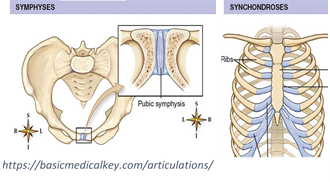 SYMPHYSES
SYNCHONDROSES
S
R
L
I
Pubic symphysis
S
L
R
I
Ribs
https://basicmedicalkey.com/articulations/